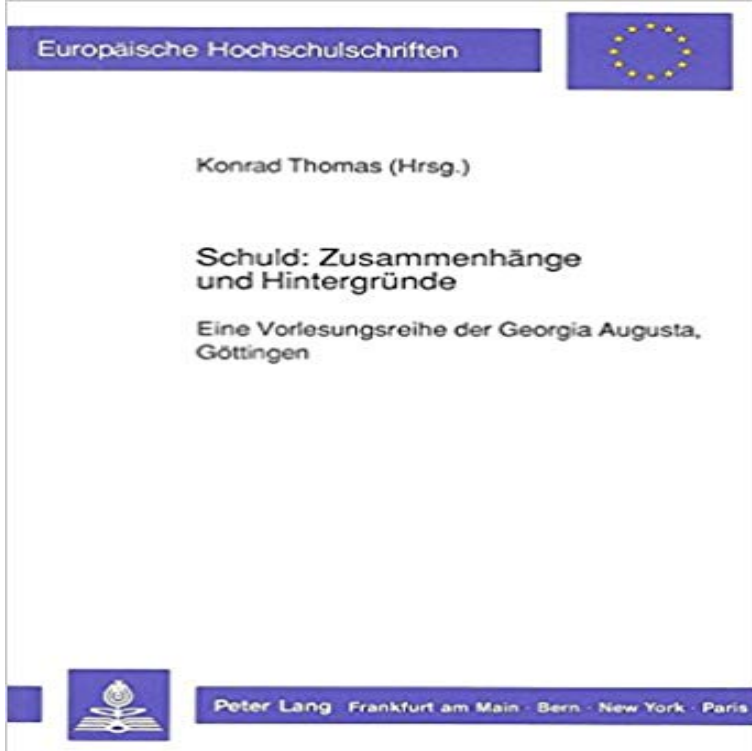 Europäische Hochschulschriften
Konrad Thomas (Hrsg.)
Schuld: Zusammenhänge
und Hintergründe
Eine Vorlesungsreihe der Georgia Augusta,
Göttingen
Peter Lang Frankfurt am Main · Bern · New York · Paris